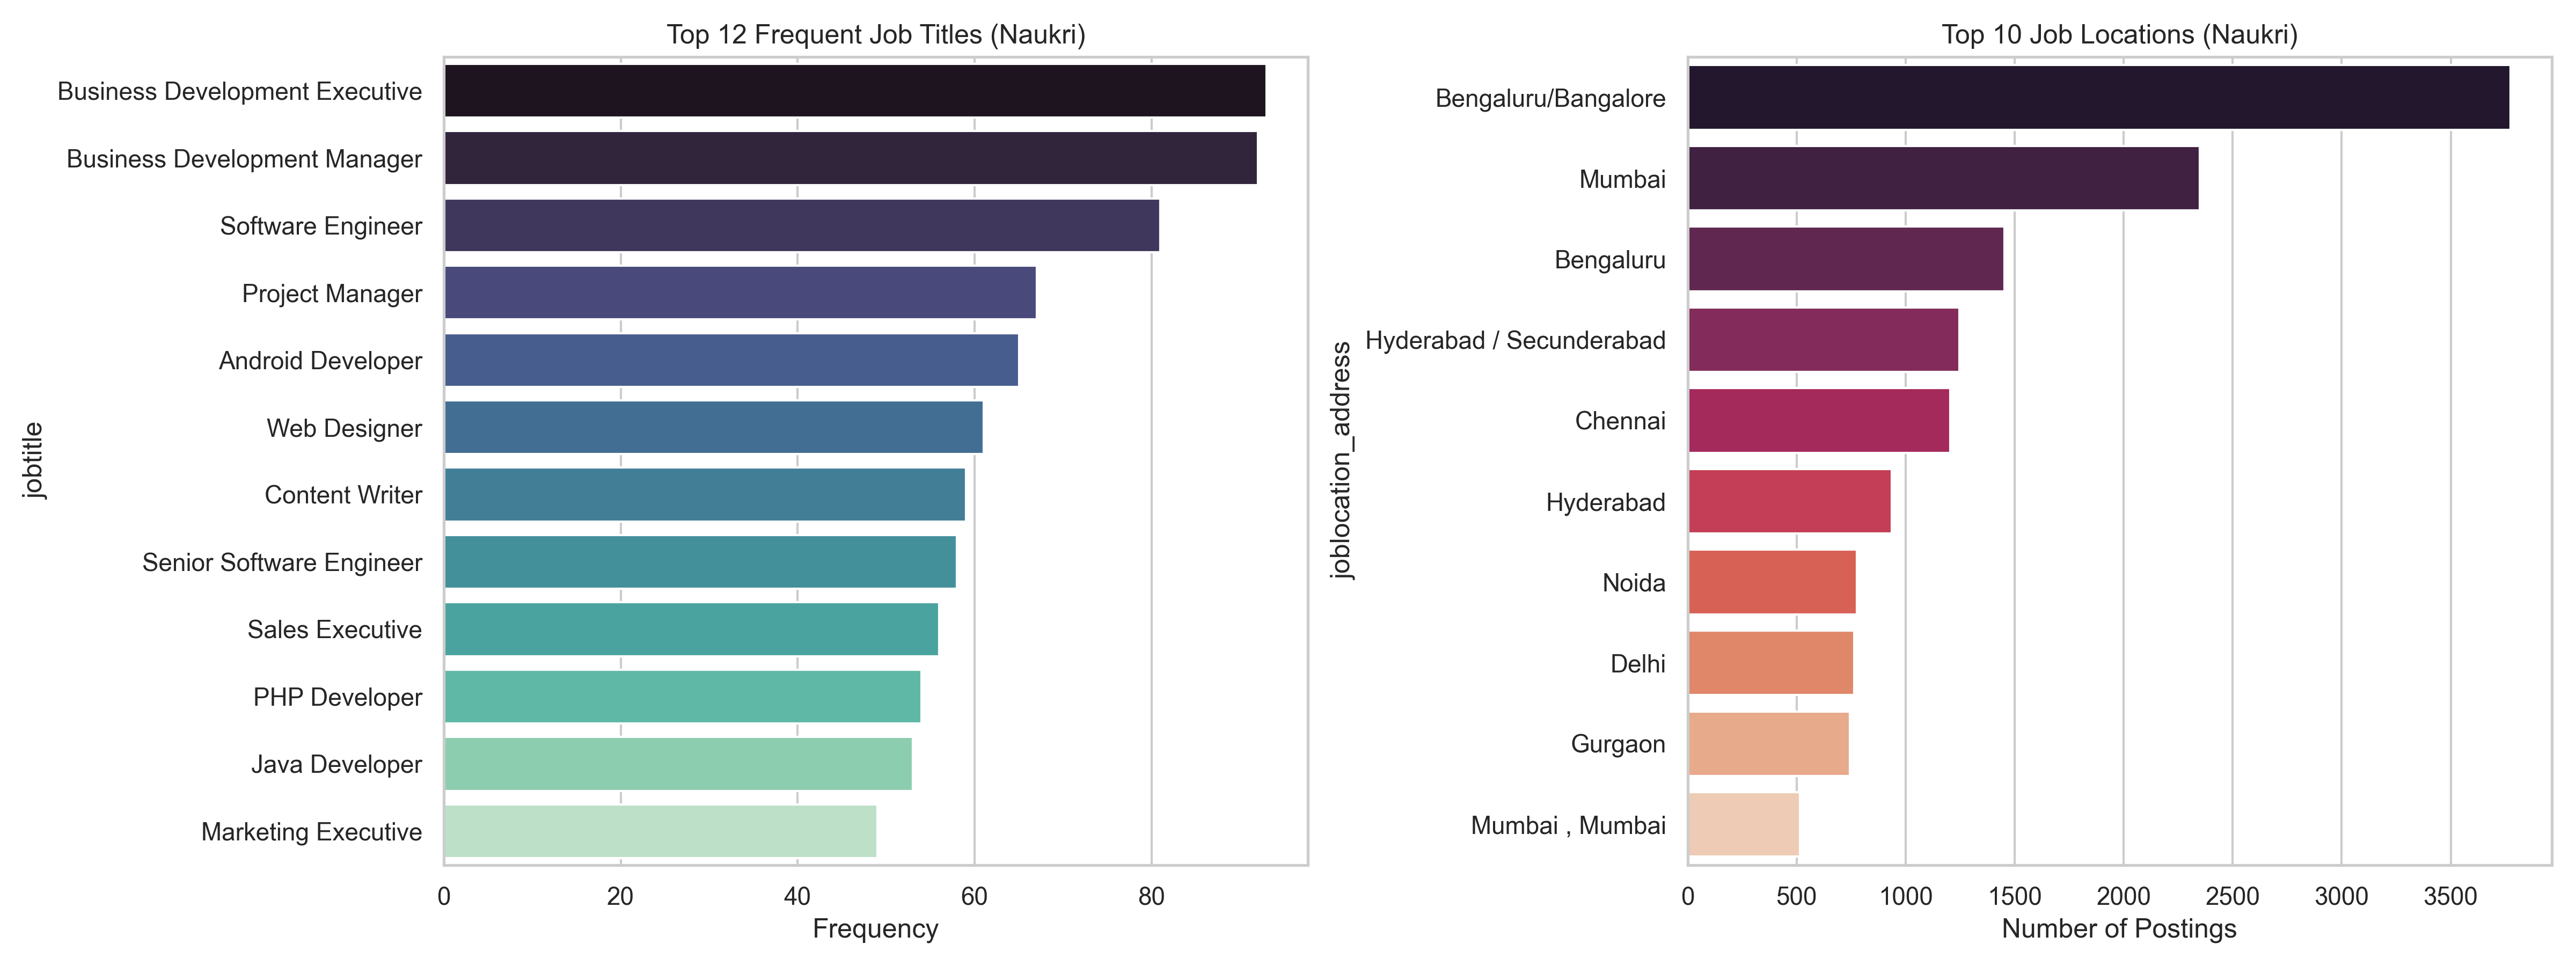 Top 12 Frequent Job Titles (Naukri)
jobtitle
Business Development Executive
Business Development Manager
Software Engineer
Project Manager
Android Developer
Web Designer
Content Writer
Senior Software Engineer
Sales Executive
PHP Developer
Java Developer
Marketing Executive
0 20 40 60 80
Frequency
Top 10 Job Locations (Naukri)
joblocation_address
Bengaluru/Bangalore
Mumbai
Bengaluru
Hyderabad / Secunderabad
Chennai
Hyderabad
Noida
Delhi
Gurgaon
Mumbai , Mumbai
0 500 1000 1500 2000 2500 3000 3500
Number of Postings